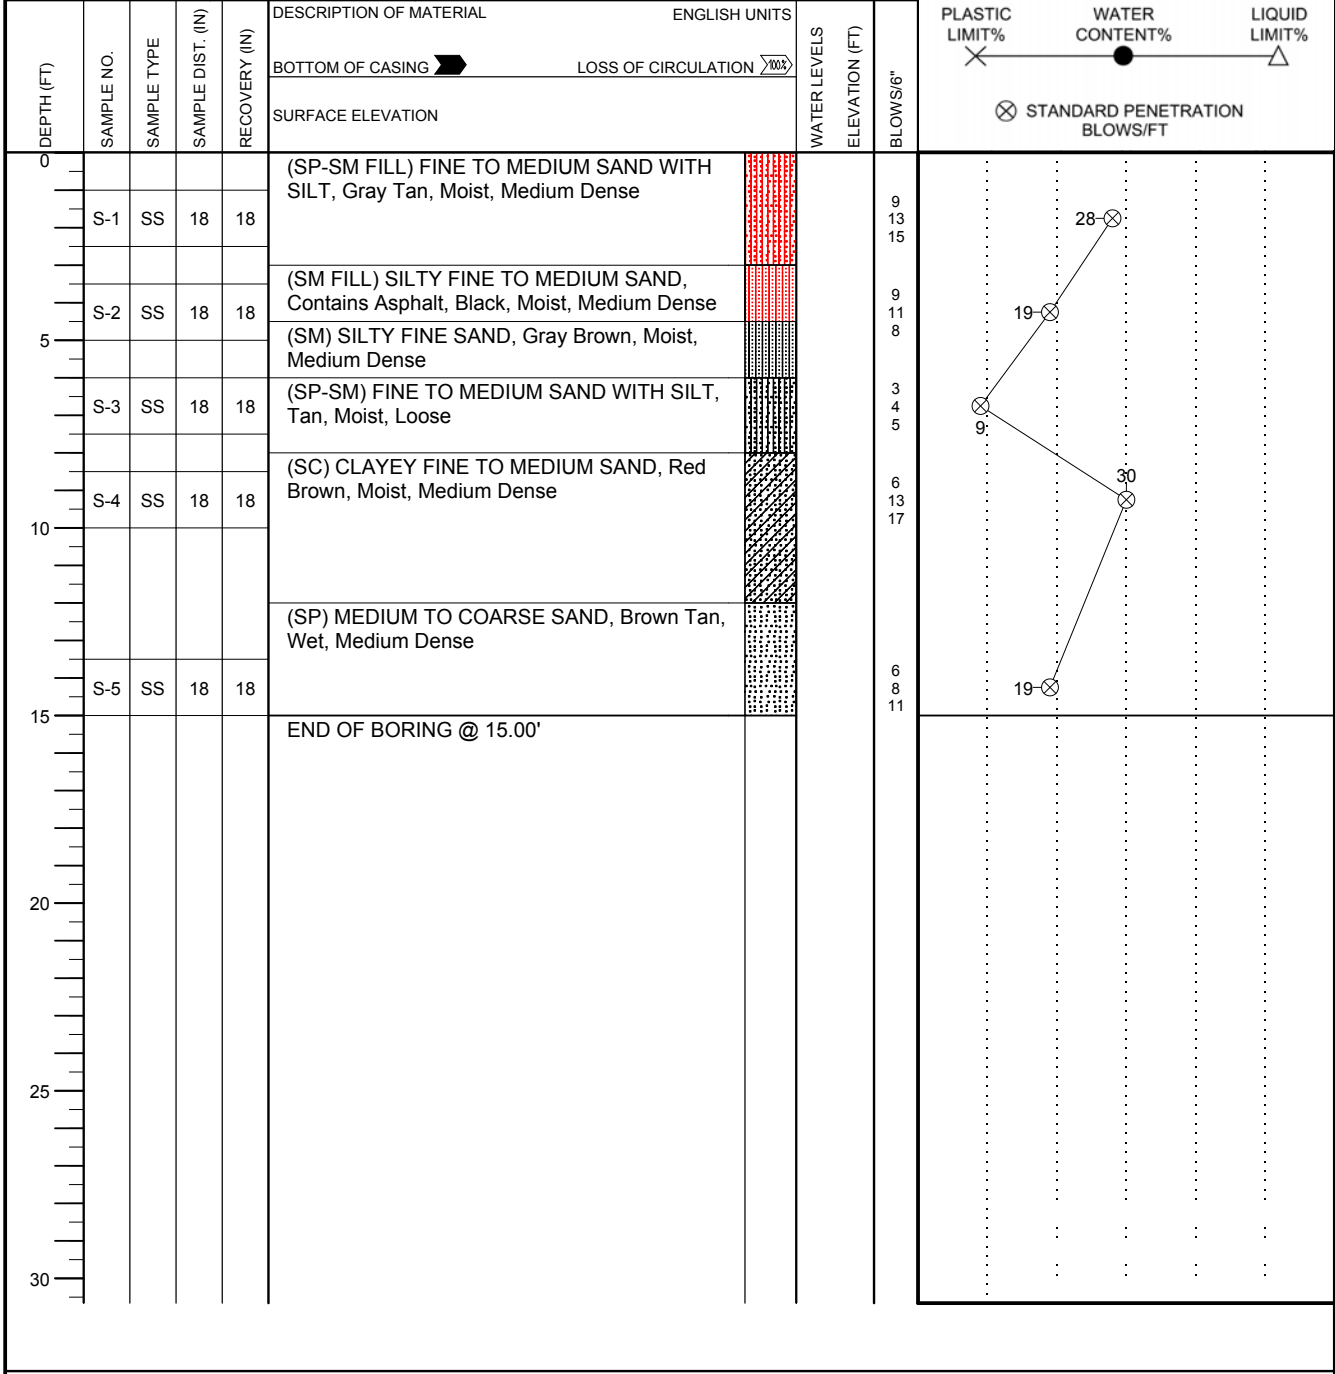 DEPTH (FT)
SAMPLE NO.
SAMPLE TYPE
SAMPLE DIST. (IN)
RECOVERY (IN)
DESCRIPTION OF MATERIAL ENGLISH UNITS
BOTTOM OF CASING LOSS OF CIRCULATION 100%
SURFACE ELEVATION
WATER LEVELS
ELEVATION (FT)
BLOWS/6"
PLASTIC LIMIT%
WATER CONTENT%
LIQUID LIMIT%
STANDARD PENETRATION
BLOWS/FT
0
(SP-SM FILL) FINE TO MEDIUM SAND WITH
SILT, Gray Tan, Moist, Medium Dense
S-1 SS 18 18
9
13
15
28
(SM FILL) SILTY FINE TO MEDIUM SAND,
Contains Asphalt, Black, Moist, Medium Dense
S-2 SS 18 18
9
11
8
19
5
(SM) SILTY FINE SAND, Gray Brown, Moist,
Medium Dense
(SP-SM) FINE TO MEDIUM SAND WITH SILT,
Tan, Moist, Loose
S-3 SS 18 18
3
4
5
9
(SC) CLAYEY FINE TO MEDIUM SAND, Red
Brown, Moist, Medium Dense
S-4 SS 18 18
6
13
17
30
10
(SP) MEDIUM TO COARSE SAND, Brown Tan,
Wet, Medium Dense
S-5 SS 18 18
6
8
11
19
15
END OF BORING @ 15.00'
20
25
30